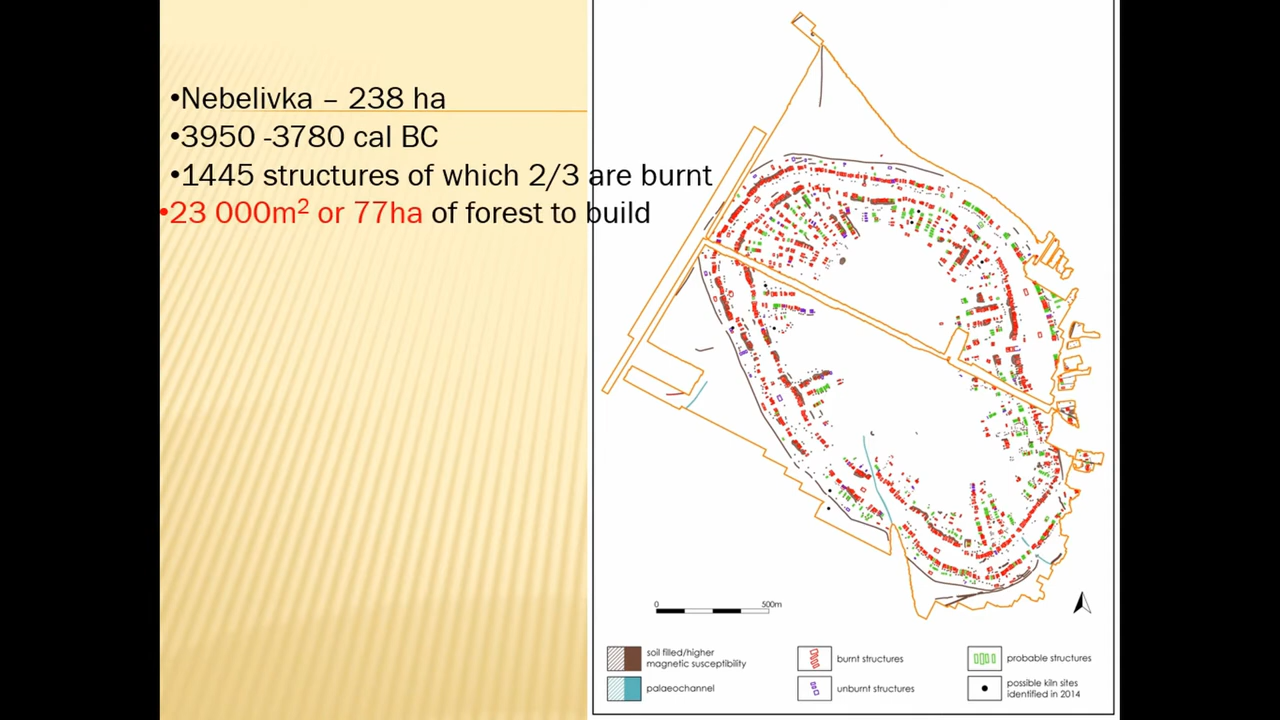 •Nebelivka – 238 ha
•3950 -3780 cal BC
•1445 structures of which 2/3 are burnt
•23 000m² or 77ha of forest to build
0 500m
soil filled/higher
magnetic susceptibility
palaeochannel
burnt structures
unburnt structures
probable structures
possible kiln sites
identified in 2014